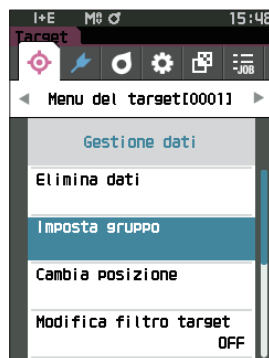 I+E M0 15:48
Target
-JOB
Menu del target[0001]
Gestione dati
Elimina dati
Imposta gruppo
Cambia posizione
Modifica filtro target
OFF